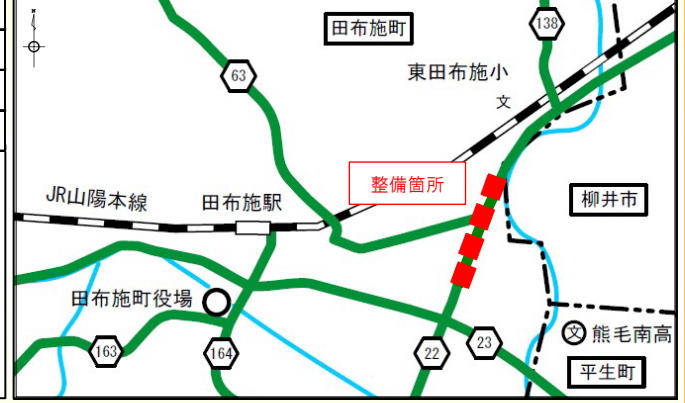 田布施町
138
63
東田布施小
文
整備箇所
JR山陽本線
田布施駅
柳井市
田布施町役場
文
熊毛南高
163
164
22
23
平生町